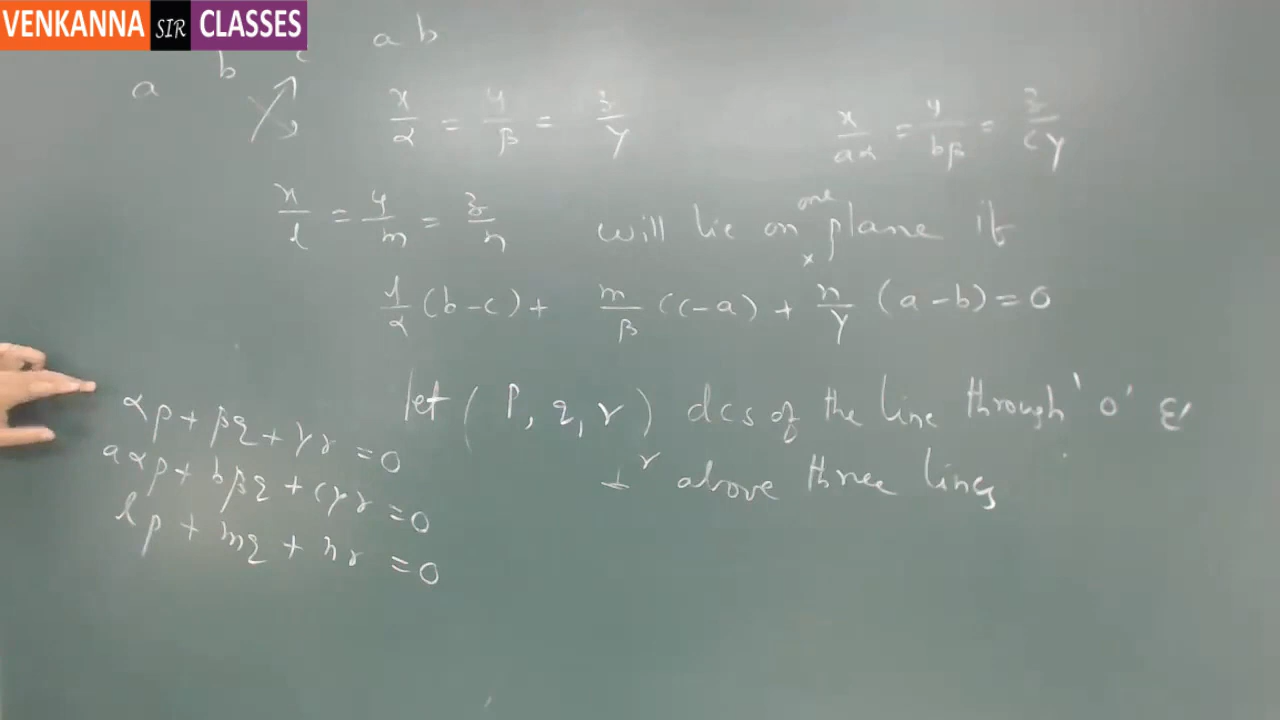 VENKANNA SIR CLASSES
a b
a b c
x/α = y/β = z/γ
x/aα = y/bβ = z/cγ
x/l = y/m = z/n will lie on one plane if
l/α (b-c) + m/β (c-a) + n/γ (a-b) = 0
let (p, q, r) dcs of the line through 'o' &
⊥r above three lines
αp + βq + γr = 0
aαp + bβq + cγr = 0
lp + mq + nr = 0